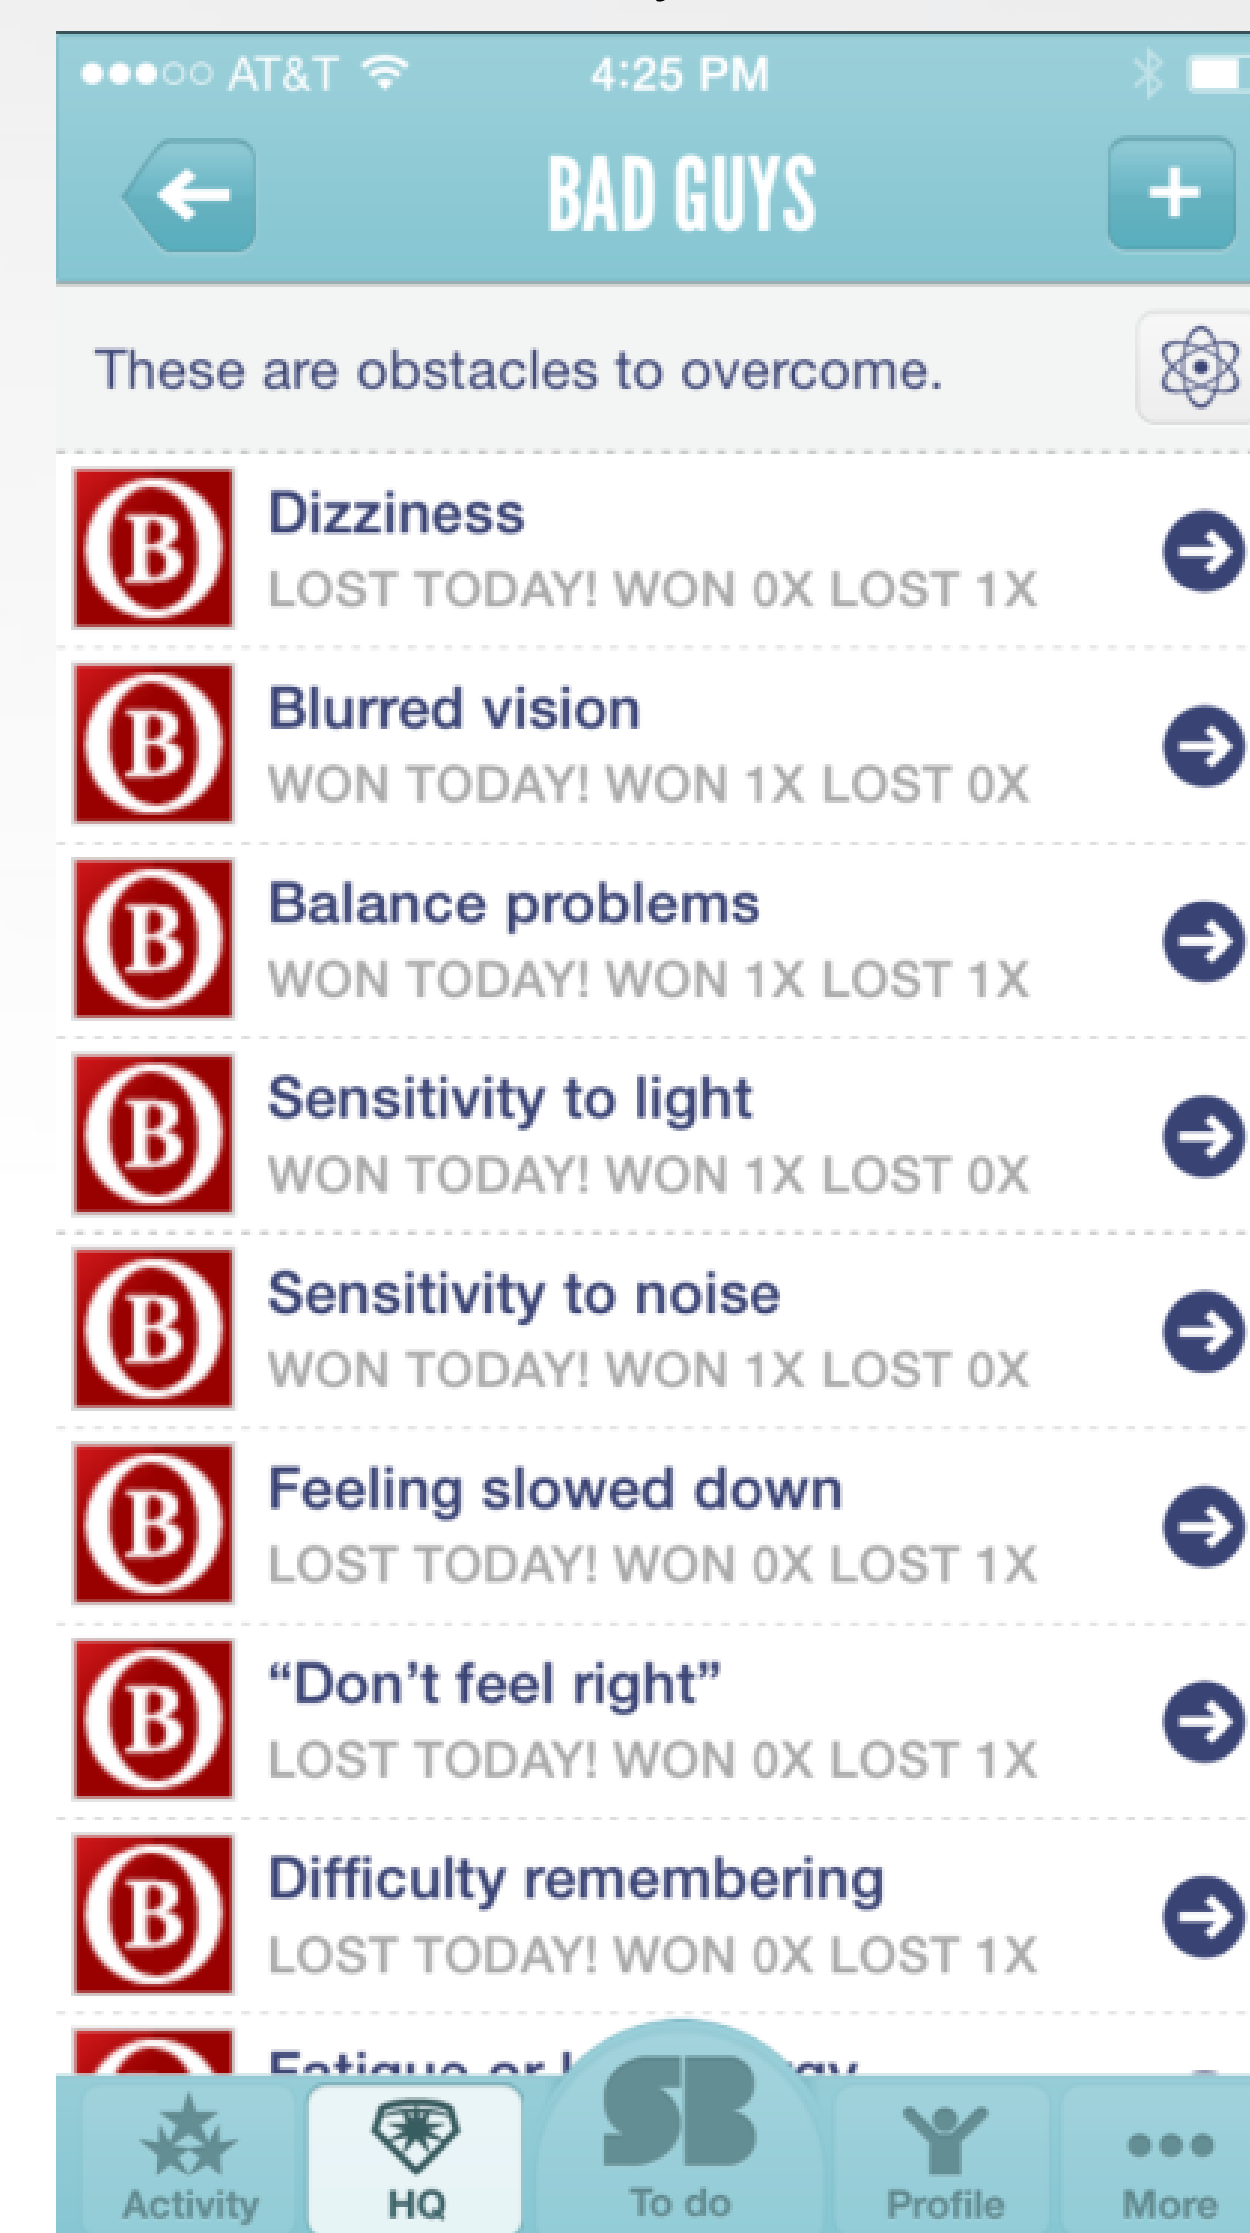 AT&T 4:25 PM
BAD GUYS
These are obstacles to overcome.
B Dizziness
LOST TODAY! WON 0X LOST 1X
B Blurred vision
WON TODAY! WON 1X LOST 0X
B Balance problems
WON TODAY! WON 1X LOST 1X
B Sensitivity to light
WON TODAY! WON 1X LOST 0X
B Sensitivity to noise
WON TODAY! WON 1X LOST 0X
B Feeling slowed down
LOST TODAY! WON 0X LOST 1X
B “Don’t feel right”
LOST TODAY! WON 0X LOST 1X
B Difficulty remembering
LOST TODAY! WON 0X LOST 1X
Fatigue or
SB
Activity HQ To do Profile More